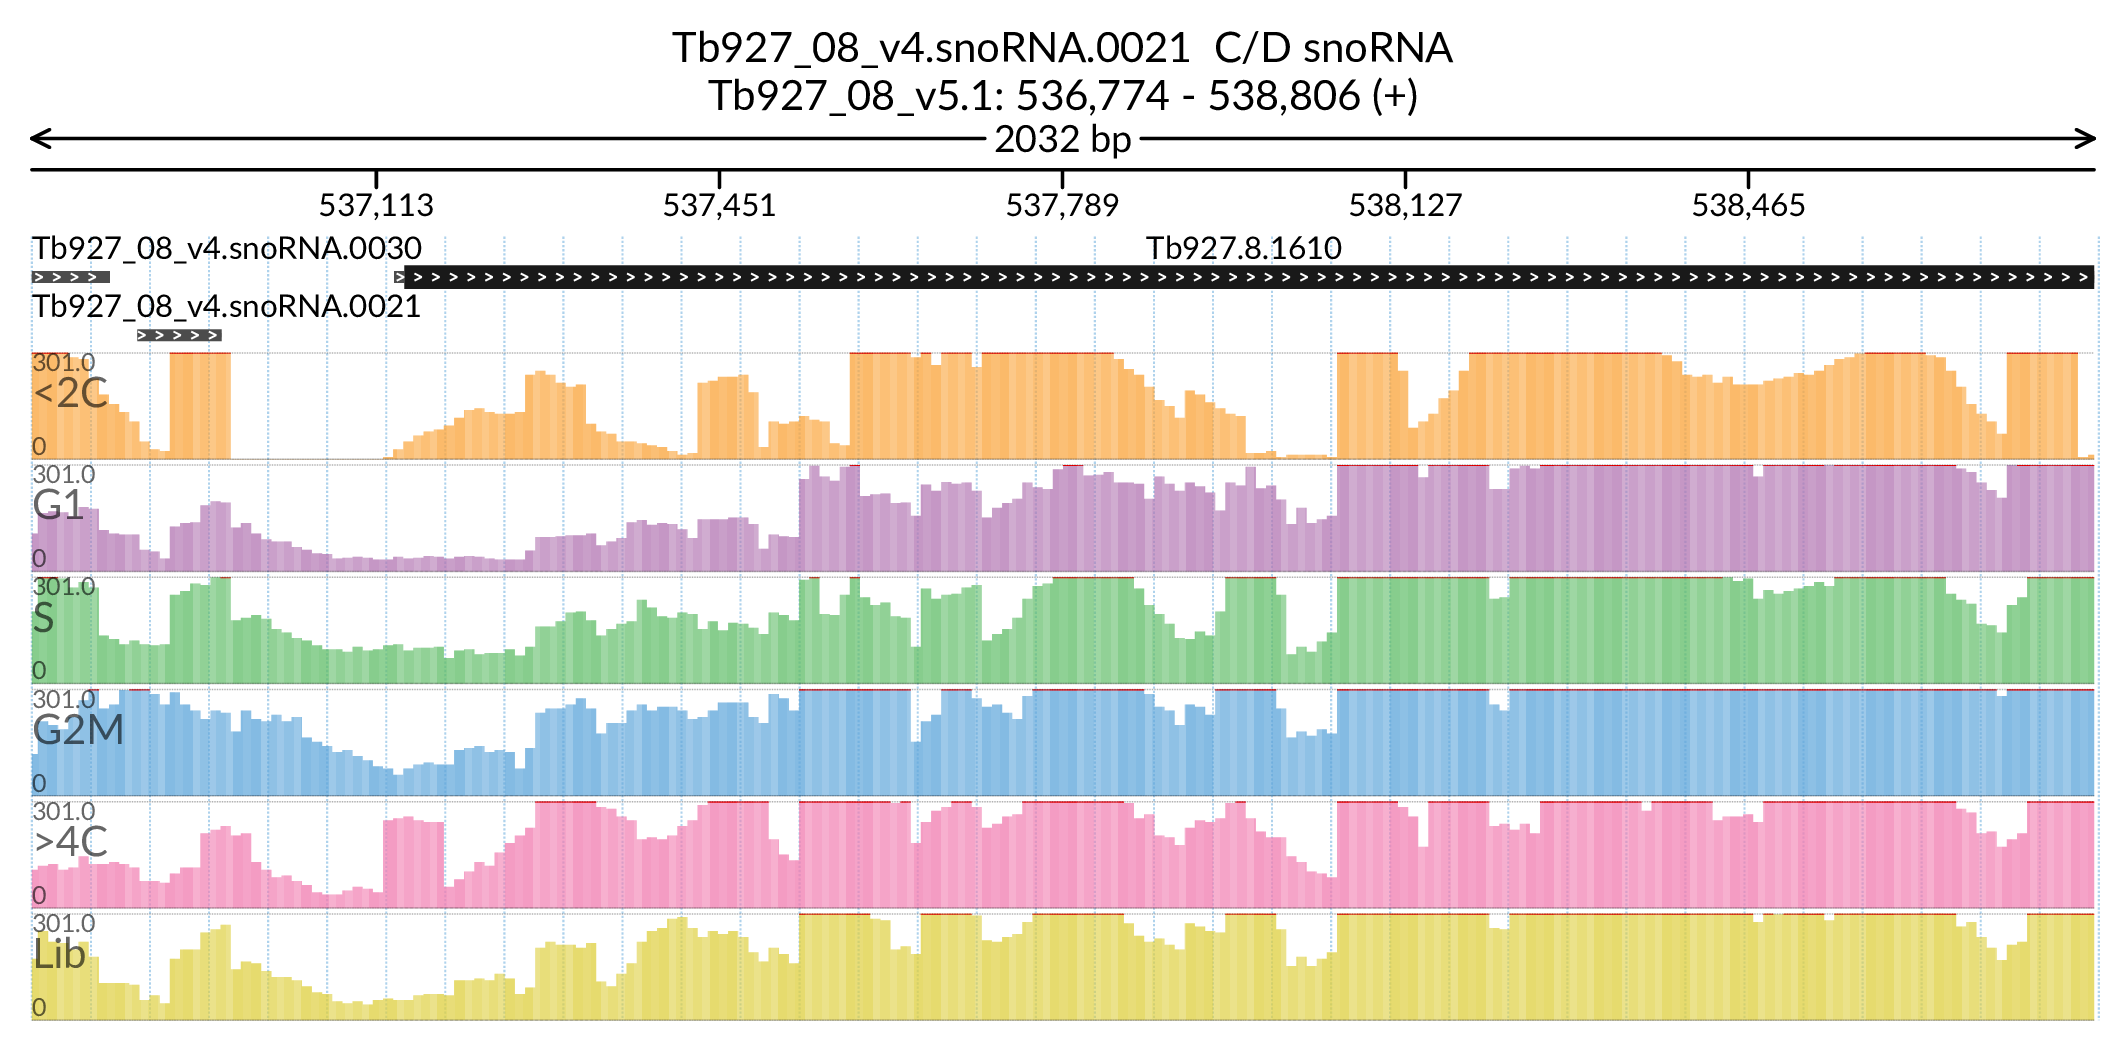 Tb927_08_v4.snoRNA.0021  C/D snoRNA
Tb927_08_v5.1: 536,774 - 538,806 (+)
2032 bp
537,113 537,451 537,789 538,127 538,465
Tb927_08_v4.snoRNA.0030 Tb927.8.1610
Tb927_08_v4.snoRNA.0021
301.0
<2C
0
301.0
G1
0
301.0
S
0
301.0
G2M
0
301.0
>4C
0
301.0
Lib
0